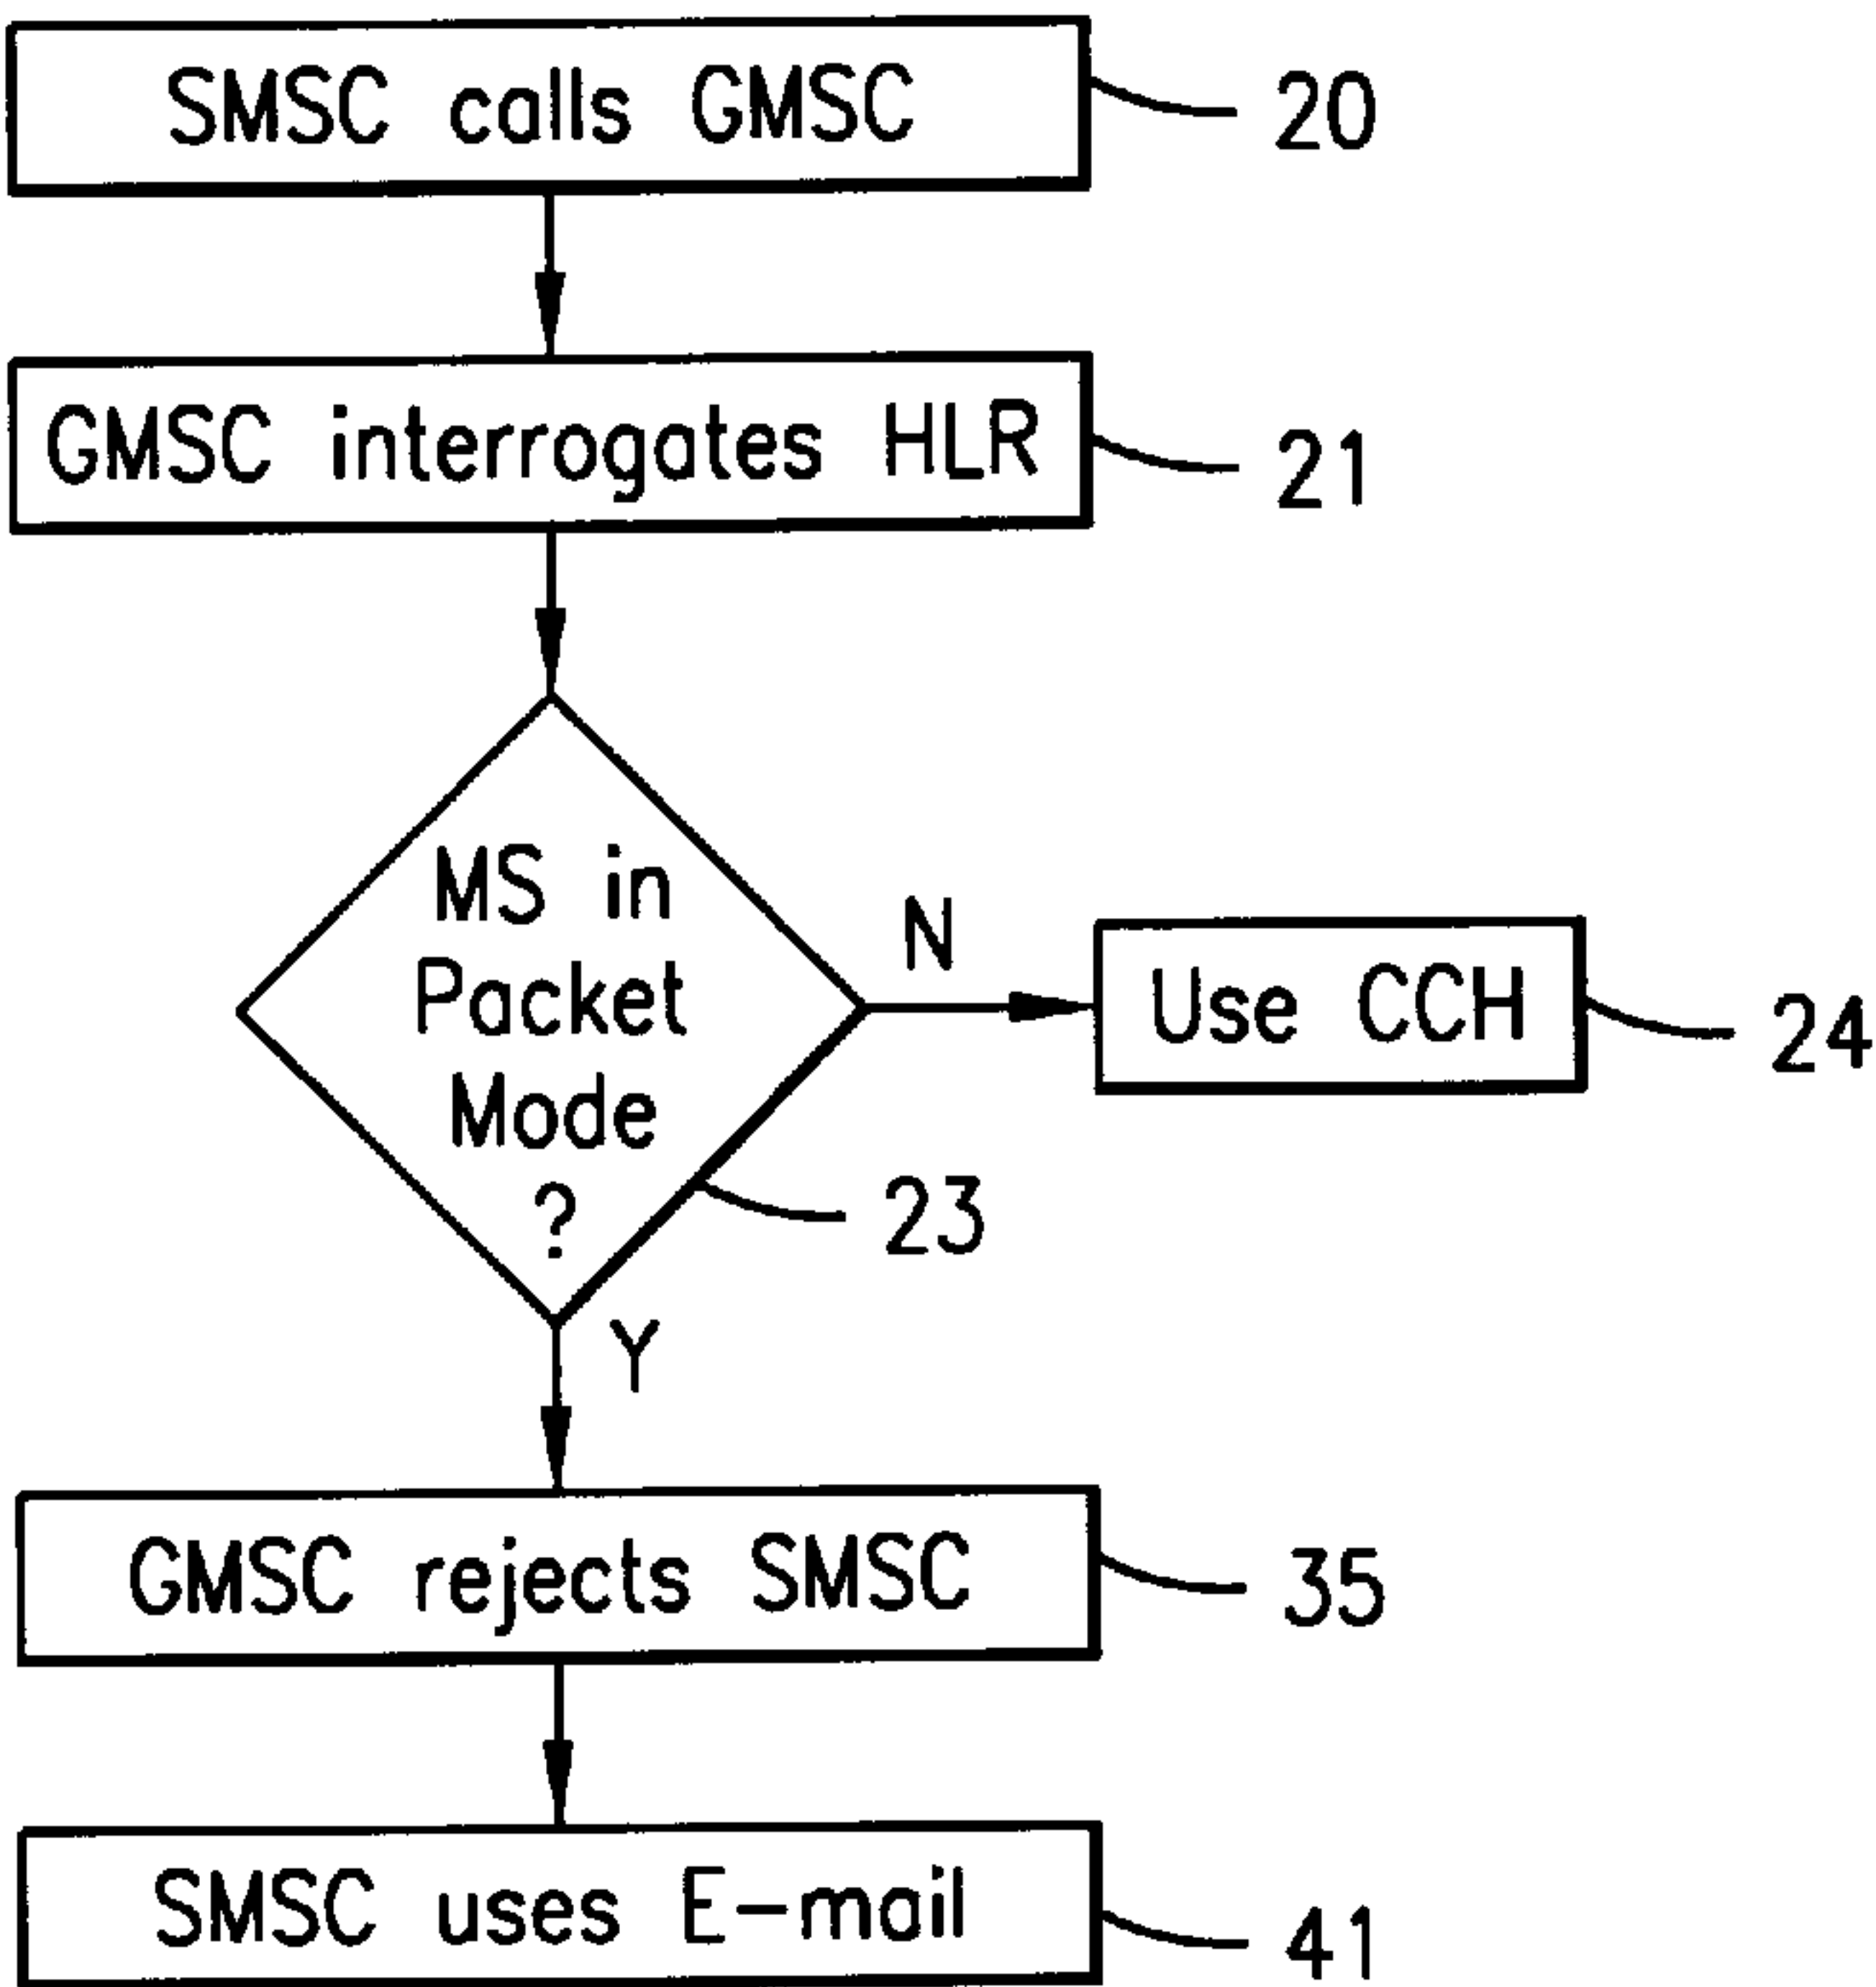 SMSC calls GMSC
20
GMSC interrogates HLR
21
MS in
Packet
Mode
?
N
Use CCH
24
23
Y
GMSC rejects SMSC
35
SMSC uses E-mail
41